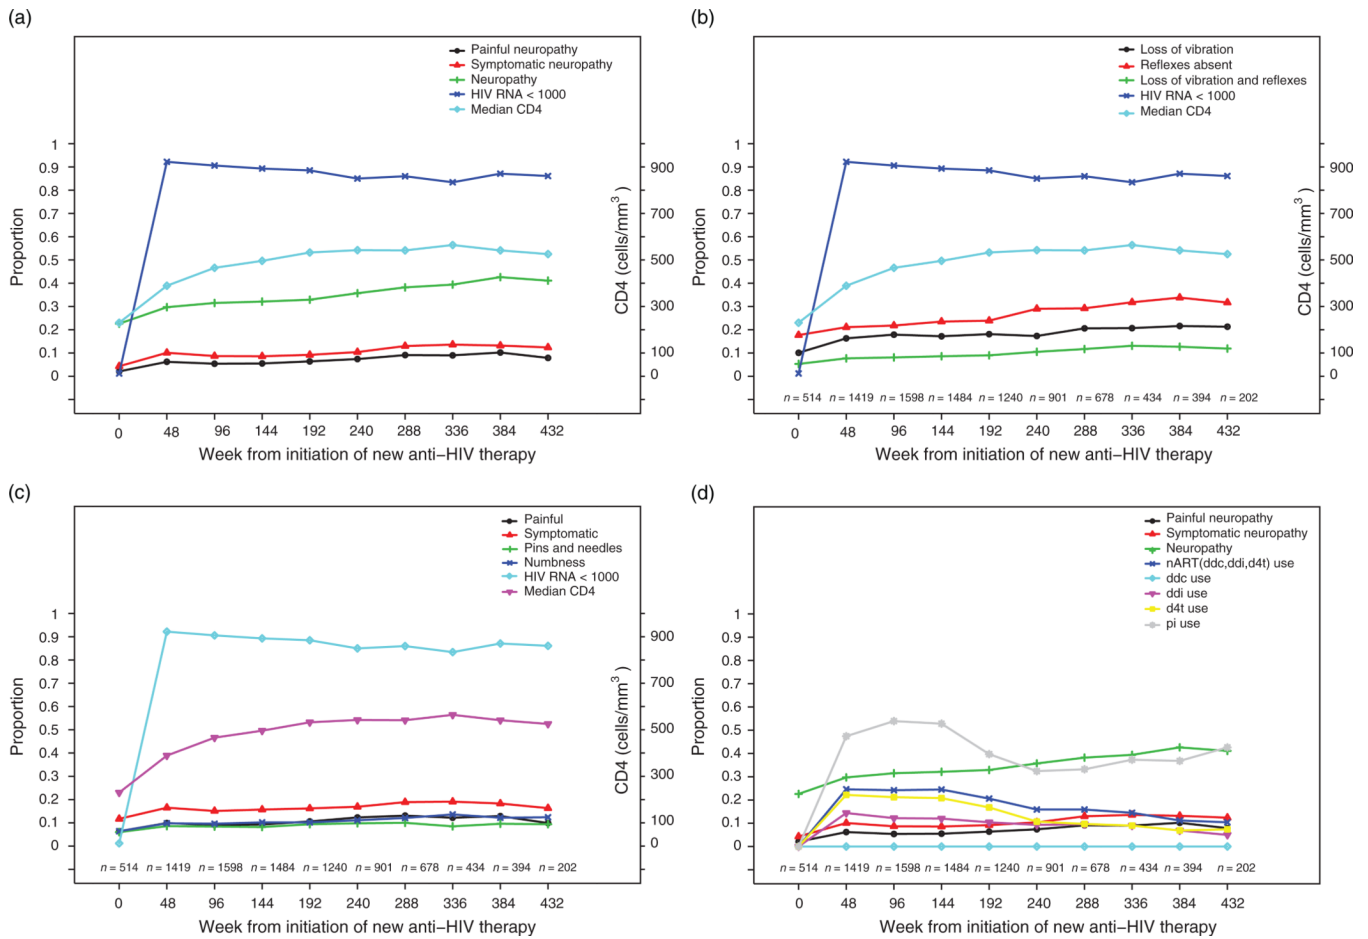 (a)
Painful neuropathy
Symptomatic neuropathy
Neuropathy
HIV RNA < 1000
Median CD4
1
0.9
0.8
0.7
0.6
0.5
0.4
0.3
0.2
0.1
0
Proportion
900
700
500
300
100
0
CD4 (cells/mm³)
0 48 96 144 192 240 288 336 384 432
Week from initiation of new anti–HIV therapy
(b)
Loss of vibration
Reflexes absent
Loss of vibration and reflexes
HIV RNA < 1000
Median CD4
1
0.9
0.8
0.7
0.6
0.5
0.4
0.3
0.2
0.1
0
Proportion
900
700
500
300
100
0
CD4 (cells/mm³)
n = 514 n = 1419 n = 1598 n = 1484 n = 1240 n = 901 n = 678 n = 434 n = 394 n = 202
0 48 96 144 192 240 288 336 384 432
Week from initiation of new anti–HIV therapy
(c)
Painful
Symptomatic
Pins and needles
Numbness
HIV RNA < 1000
Median CD4
1
0.9
0.8
0.7
0.6
0.5
0.4
0.3
0.2
0.1
0
Proportion
900
700
500
300
100
0
CD4 (cells/mm³)
n = 514 n = 1419 n = 1598 n = 1484 n = 1240 n = 901 n = 678 n = 434 n = 394 n = 202
0 48 96 144 192 240 288 336 384 432
Week from initiation of new anti–HIV therapy
(d)
Painful neuropathy
Symptomatic neuropathy
Neuropathy
nART(ddc,ddi,d4t) use
ddc use
ddi use
d4t use
pi use
1
0.9
0.8
0.7
0.6
0.5
0.4
0.3
0.2
0.1
0
Proportion
n = 514 n = 1419 n = 1598 n = 1484 n = 1240 n = 901 n = 678 n = 434 n = 394 n = 202
0 48 96 144 192 240 288 336 384 432
Week from initiation of new anti–HIV therapy